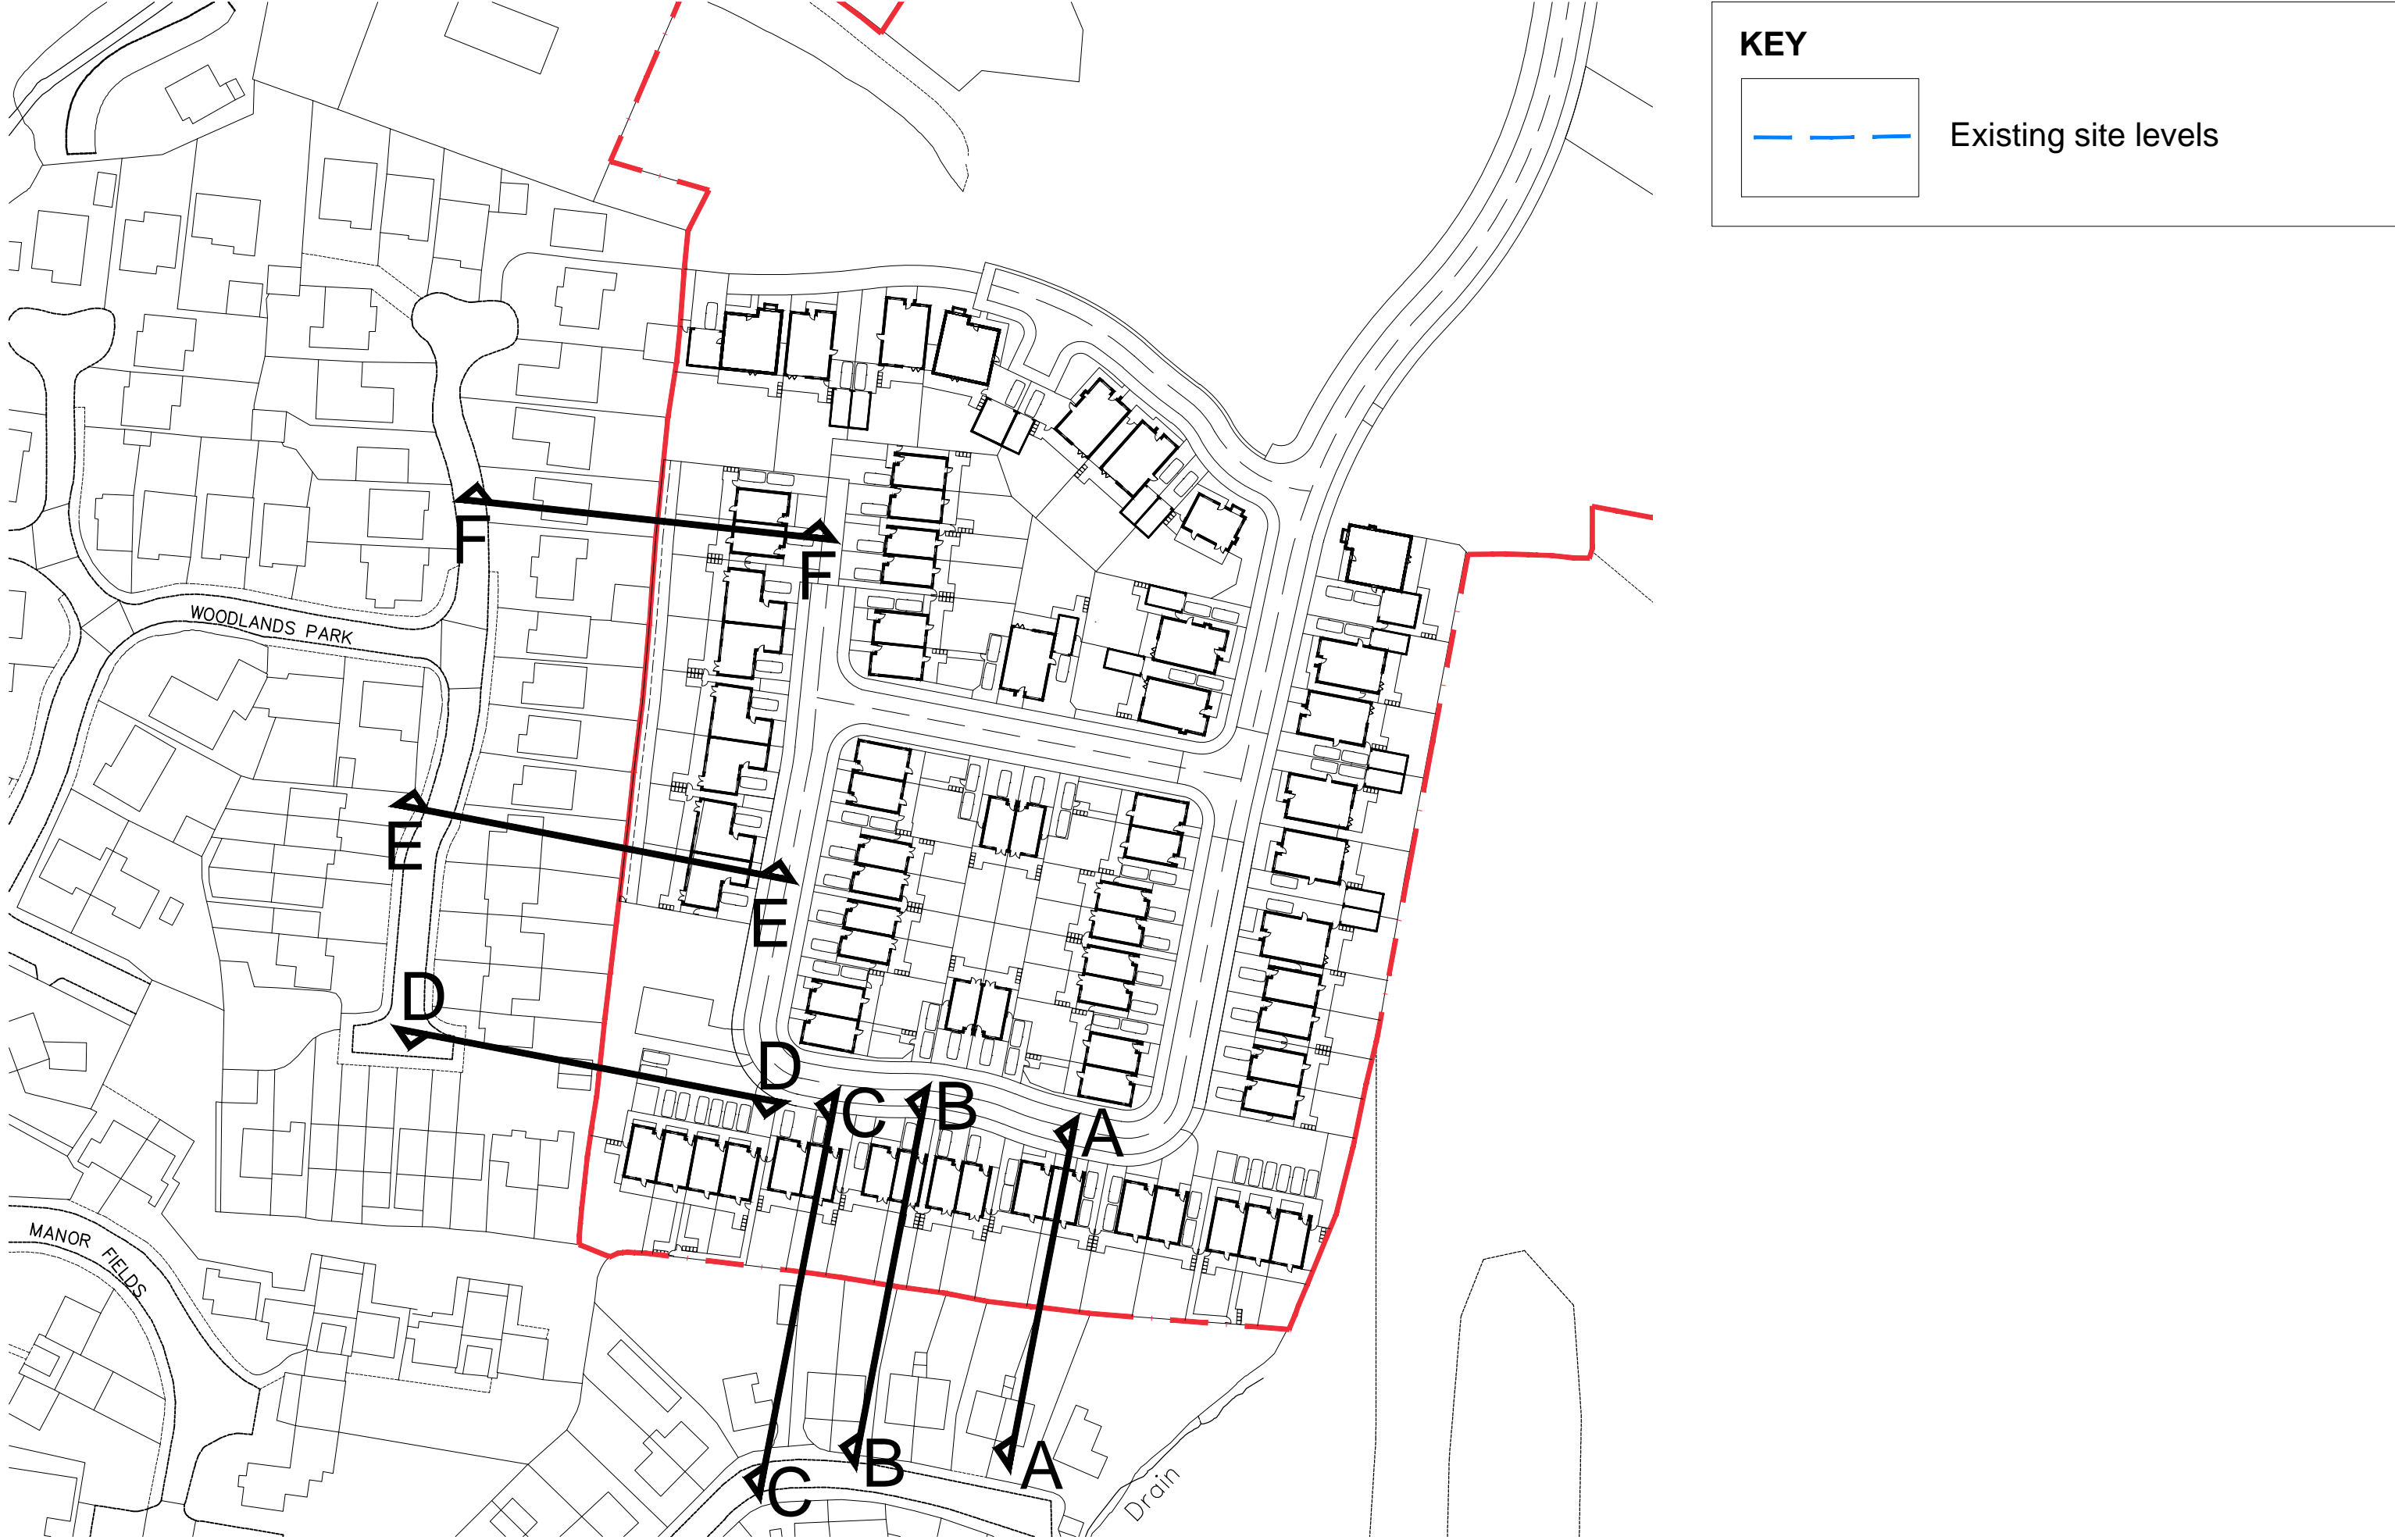 KEY
Existing site levels
F
F
WOODLANDS PARK
E
E
D
D
C
B
A
MANOR FIELDS
B
A
C
Drain